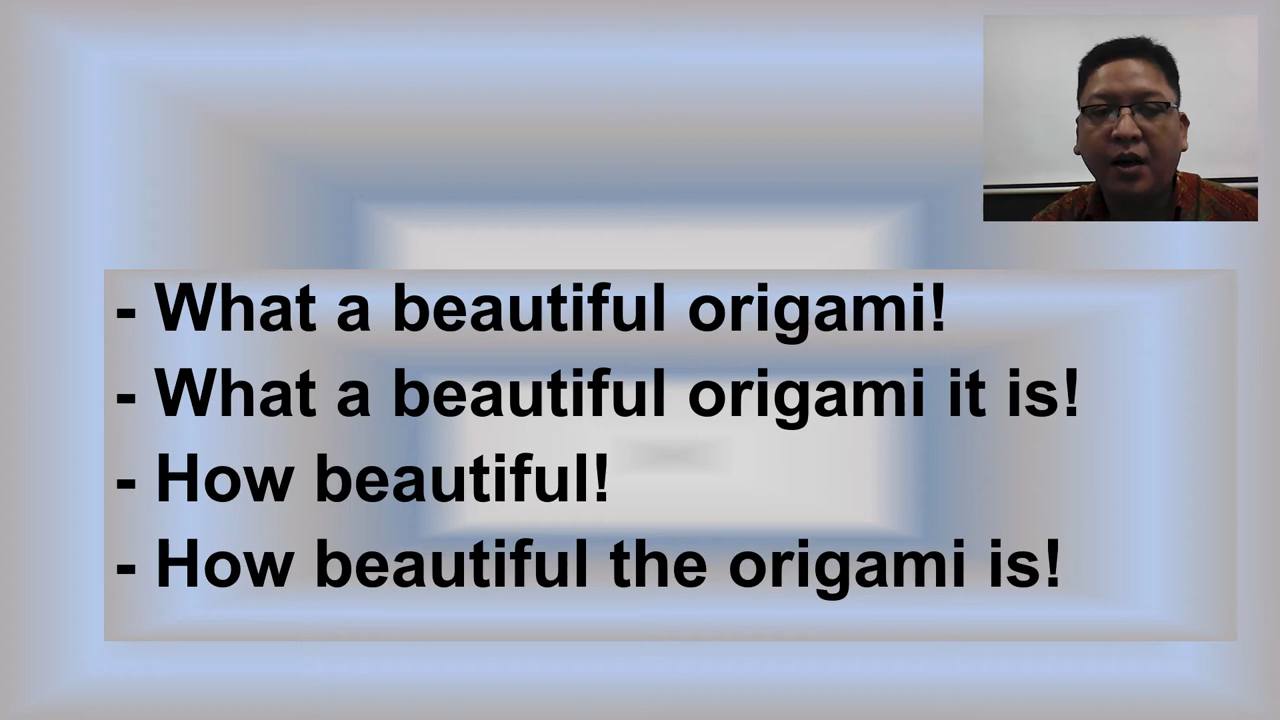 - What a beautiful origami!
- What a beautiful origami it is!
- How beautiful!
- How beautiful the origami is!